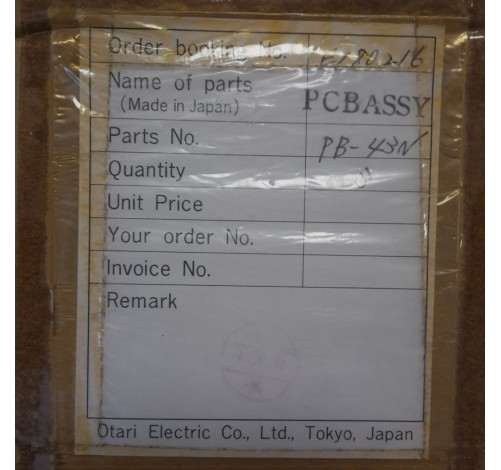 Order booking No.
Name of parts PCBASSY
(Made in Japan)
Parts No. PB-43N
Quantity
Unit Price
Your order No.
Invoice No.
Remark
Otari Electric Co., Ltd., Tokyo, Japan